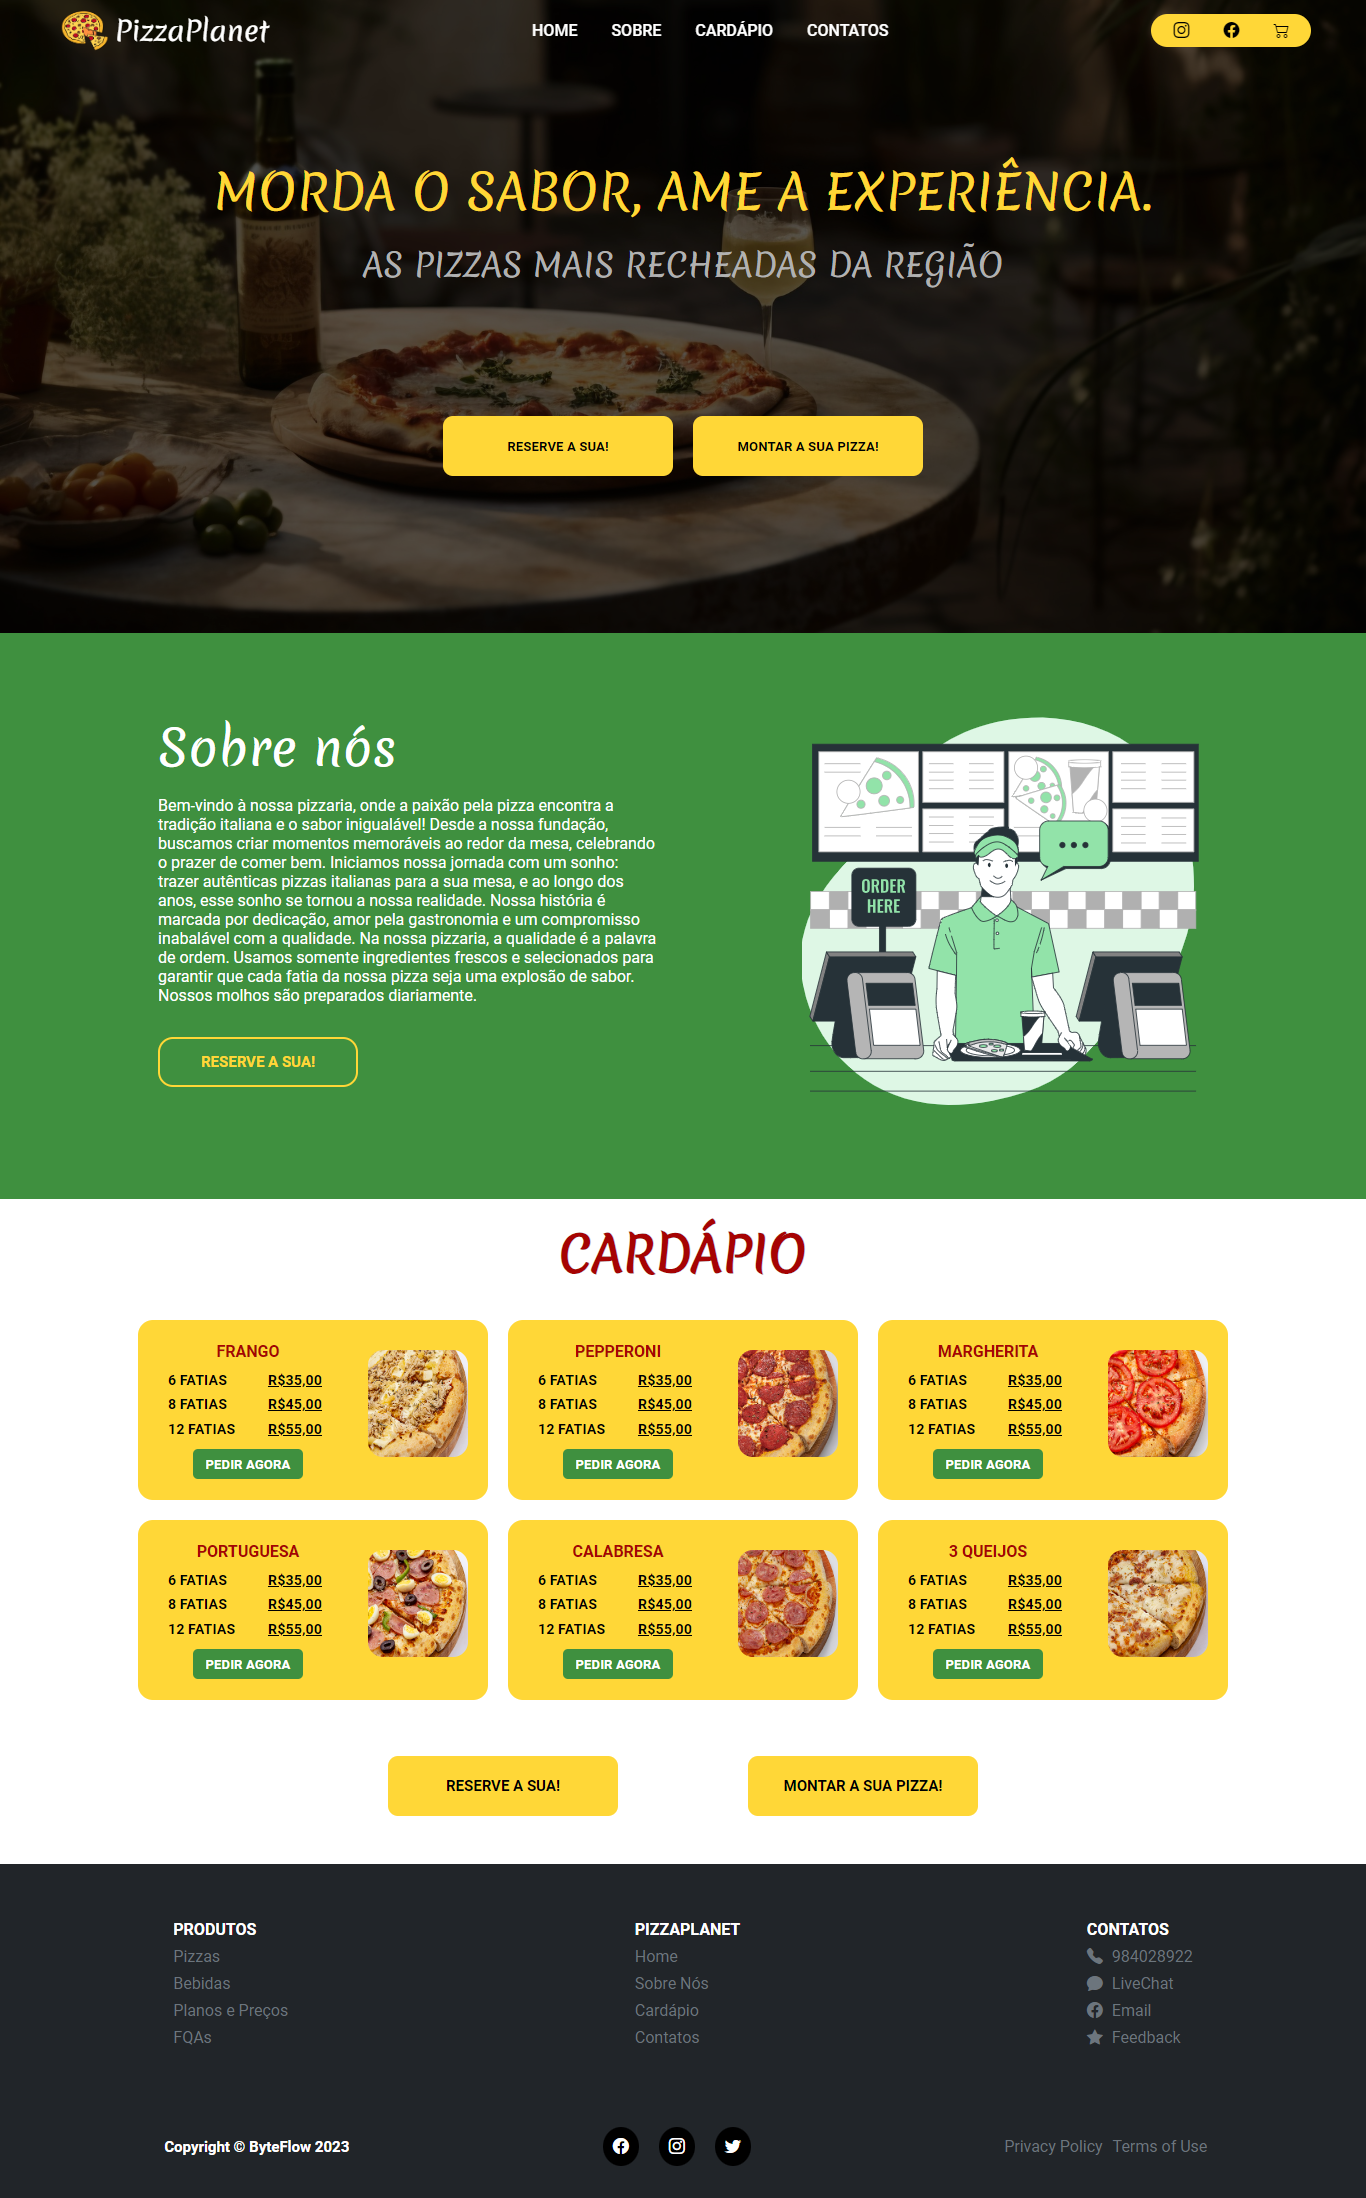 PizzaPlanet
HOME SOBRE CARDÁPIO CONTATOS
MORDA O SABOR, AME A EXPERIÊNCIA.
AS PIZZAS MAIS RECHEADAS DA REGIÃO
RESERVE A SUA! MONTAR A SUA PIZZA!
Sobre nós
Bem-vindo à nossa pizzaria, onde a paixão pela pizza encontra a
tradição italiana e o sabor inigualável! Desde a nossa fundação,
buscamos criar momentos memoráveis ao redor da mesa, celebrando
o prazer de comer bem. Iniciamos nossa jornada com um sonho:
trazer autênticas pizzas italianas para a sua mesa, e ao longo dos
anos, esse sonho se tornou a nossa realidade. Nossa história é
marcada por dedicação, amor pela gastronomia e um compromisso
inabalável com a qualidade. Na nossa pizzaria, a qualidade é a palavra
de ordem. Usamos somente ingredientes frescos e selecionados para
garantir que cada fatia da nossa pizza seja uma explosão de sabor.
Nossos molhos são preparados diariamente.
RESERVE A SUA!
ORDER
HERE
CARDÁPIO
FRANGO
6 FATIAS R$35,00
8 FATIAS R$45,00
12 FATIAS R$55,00
PEDIR AGORA
PEPPERONI
6 FATIAS R$35,00
8 FATIAS R$45,00
12 FATIAS R$55,00
PEDIR AGORA
MARGHERITA
6 FATIAS R$35,00
8 FATIAS R$45,00
12 FATIAS R$55,00
PEDIR AGORA
PORTUGUESA
6 FATIAS R$35,00
8 FATIAS R$45,00
12 FATIAS R$55,00
PEDIR AGORA
CALABRESA
6 FATIAS R$35,00
8 FATIAS R$45,00
12 FATIAS R$55,00
PEDIR AGORA
3 QUEIJOS
6 FATIAS R$35,00
8 FATIAS R$45,00
12 FATIAS R$55,00
PEDIR AGORA
RESERVE A SUA! MONTAR A SUA PIZZA!
PRODUTOS
Pizzas
Bebidas
Planos e Preços
FQAs
PIZZAPLANET
Home
Sobre Nós
Cardápio
Contatos
CONTATOS
984028922
LiveChat
Email
Feedback
Copyright © ByteFlow 2023
Privacy Policy Terms of Use